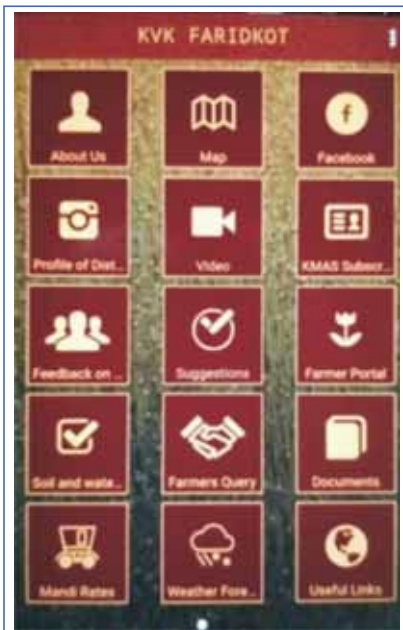 KVK FARIDKOT
About Us
Map
Facebook
Profile of Dist...
Video
KMAS Subscr...
Feedback on ...
Suggestions
Farmer Portal
Soil and wate...
Farmers Query
Documents
Mandi Rates
Weather Fore...
Useful Links